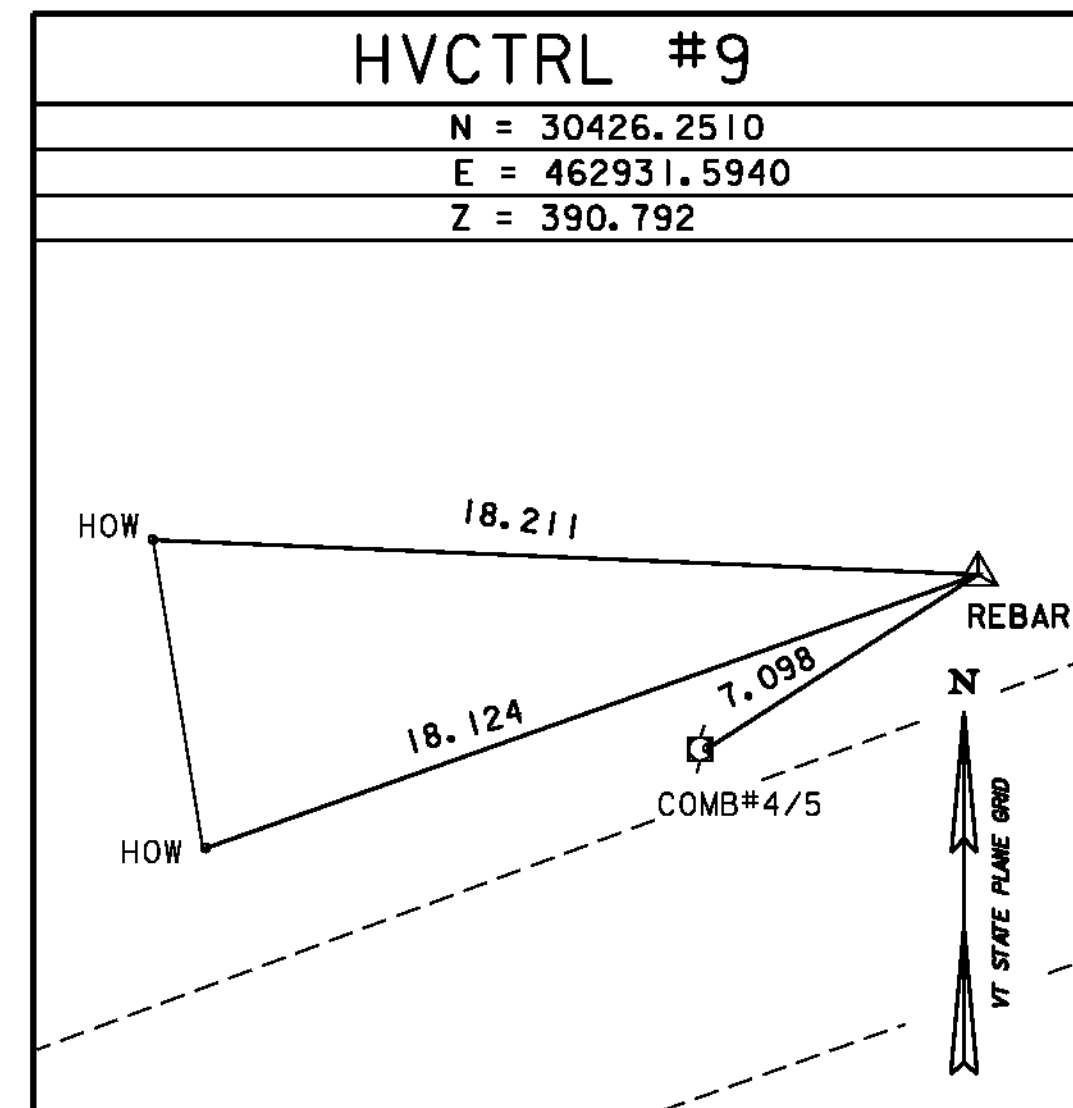 HVCTRL #9
N = 30426.2510
E = 462931.5940
Z = 390.792
HOW
18.211
REBAR
N
7.098
18.124
COMB#4/5
HOW
VT STATE PLANE GRID